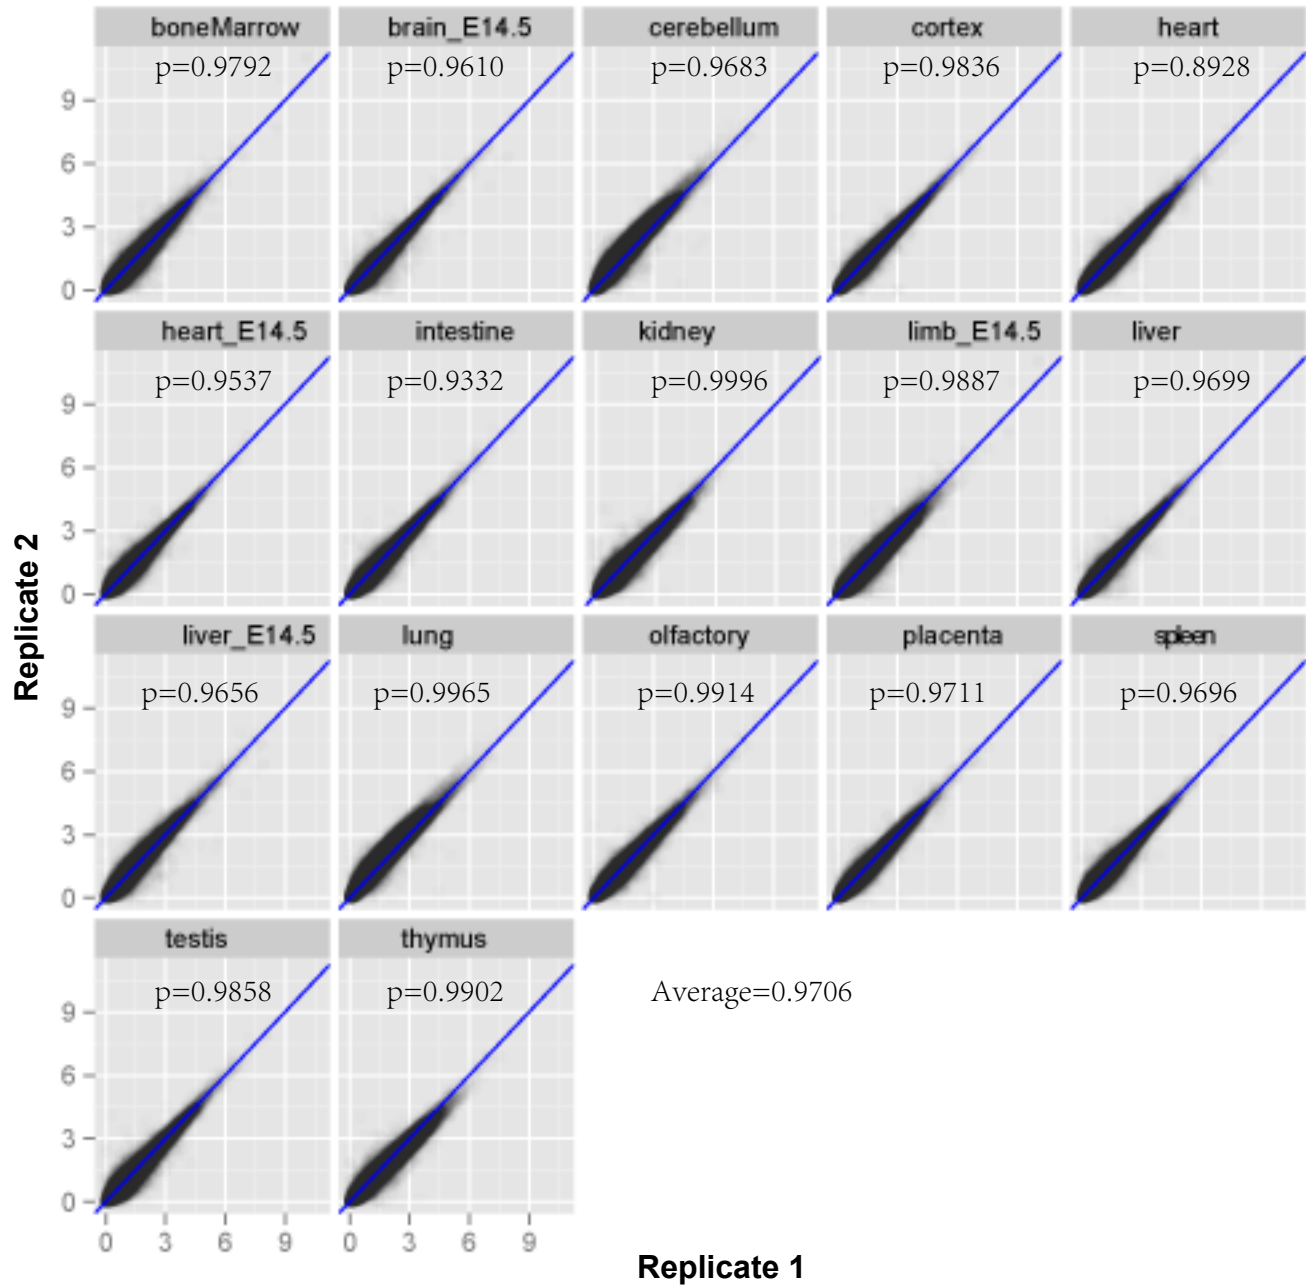 boneMarrow brain_E14.5 cerebellum cortex heart
p=0.9792 p=0.9610 p=0.9683 p=0.9836 p=0.8928
9
6
3
0
heart_E14.5 intestine kidney limb_E14.5 liver
p=0.9537 p=0.9332 p=0.9996 p=0.9887 p=0.9699
9
6
3
0
Replicate 2
liver_E14.5 lung olfactory placenta spleen
p=0.9656 p=0.9965 p=0.9914 p=0.9711 p=0.9696
9
6
3
0
testis thymus
p=0.9858 p=0.9902 Average=0.9706
9
6
3
0
0 3 6 9 0 3 6 9
Replicate 1